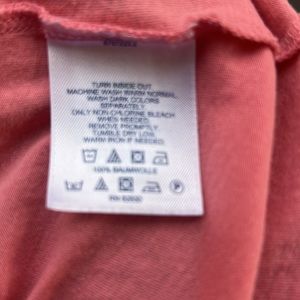 TURN INSIDE OUT.
MACHINE WASH WARM NORMAL
WASH DARK COLORS
SEPARATELY
ONLY NON-CHLORINE BLEACH
WHEN NEEDED
REMOVE PROMPTLY
TUMBLE DRY LOW
WARM IRON IF NEEDED
100% BAUMWOLLE